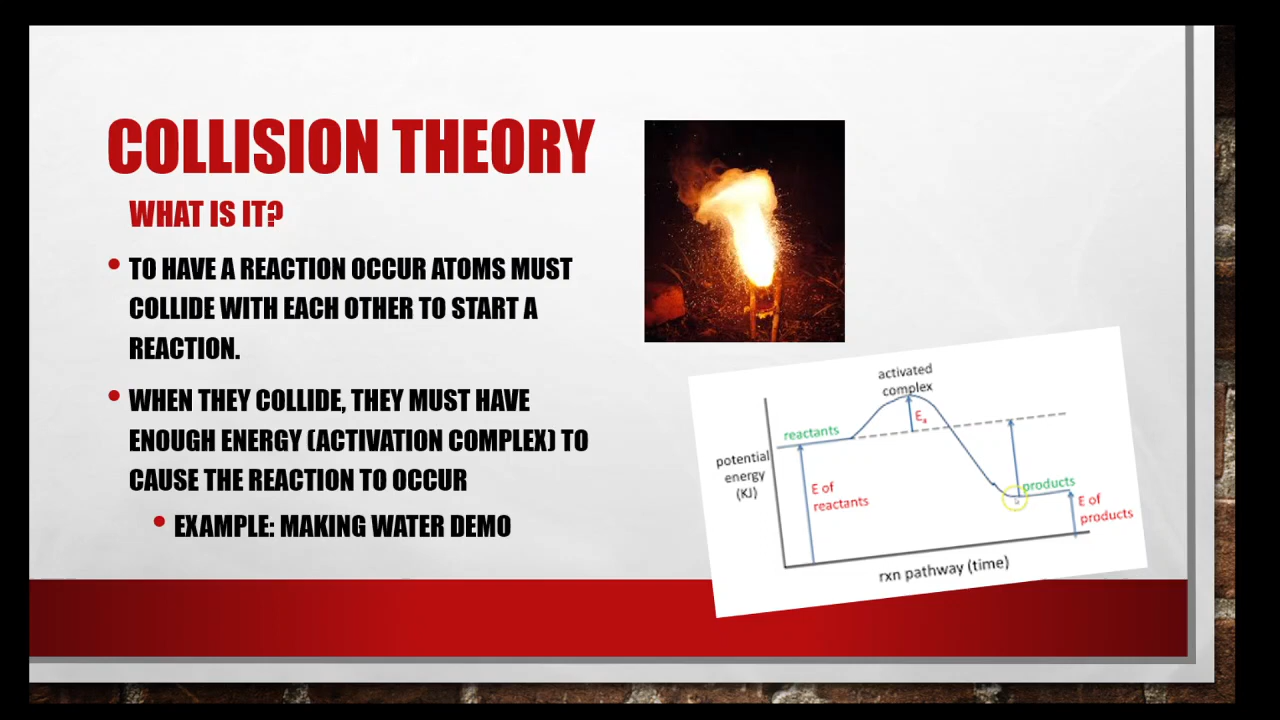 COLLISION THEORY
WHAT IS IT?
• TO HAVE A REACTION OCCUR ATOMS MUST
COLLIDE WITH EACH OTHER TO START A
REACTION.
• WHEN THEY COLLIDE, THEY MUST HAVE
ENOUGH ENERGY (ACTIVATION COMPLEX) TO
CAUSE THE REACTION TO OCCUR
• EXAMPLE: MAKING WATER DEMO
activated
complex
Ea
reactants
potential
energy
(KJ)
E of
reactants
products
E of
products
rxn pathway (time)